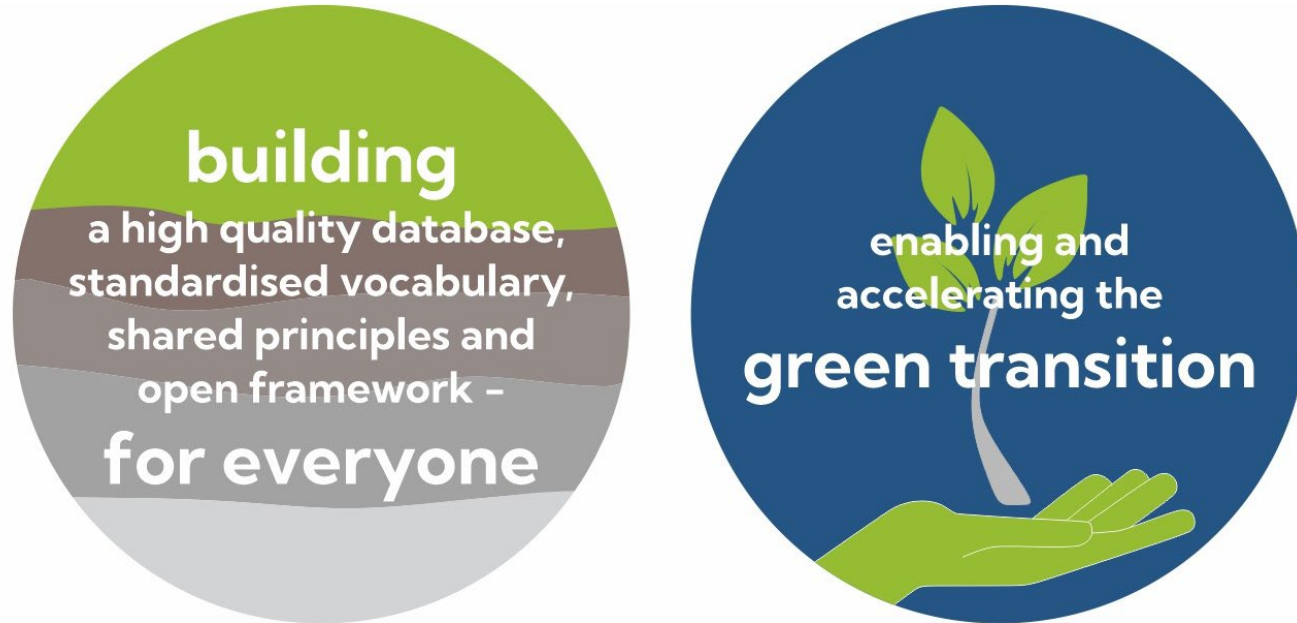 building
a high quality database,
standardised vocabulary,
shared principles and
open framework -
for everyone
enabling and
accelerating the
green transition